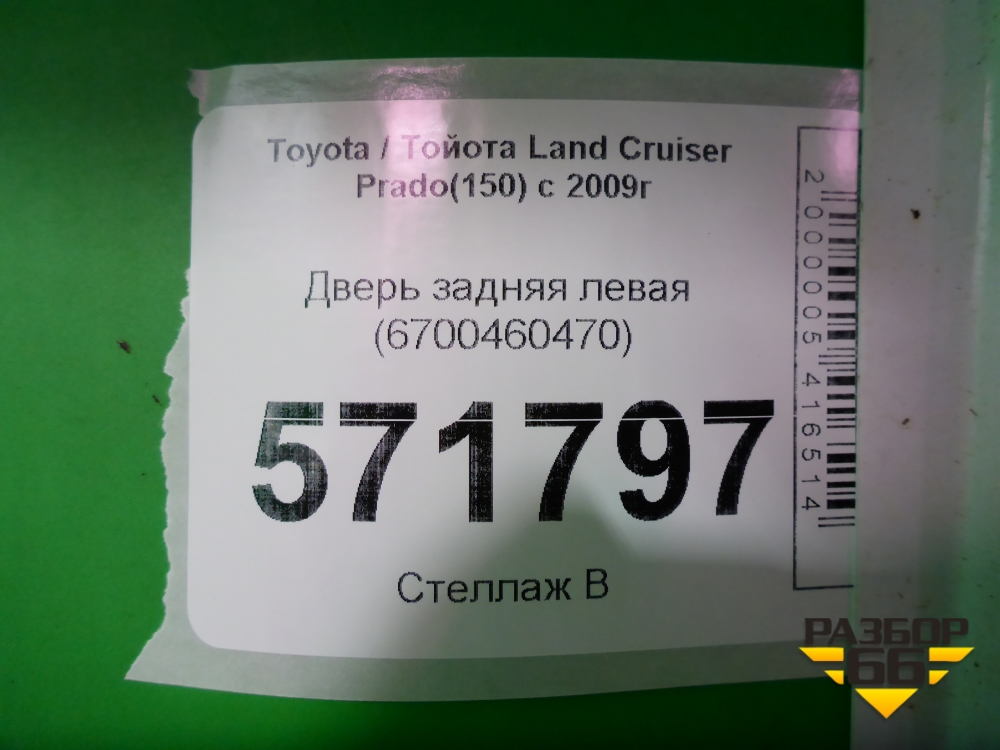 Toyota / Тойота Land Cruiser
Prado(150) с 2009г
Дверь задняя левая
(6700460470)
571797
Стеллаж В
2000005416514
РАЗБОР
66